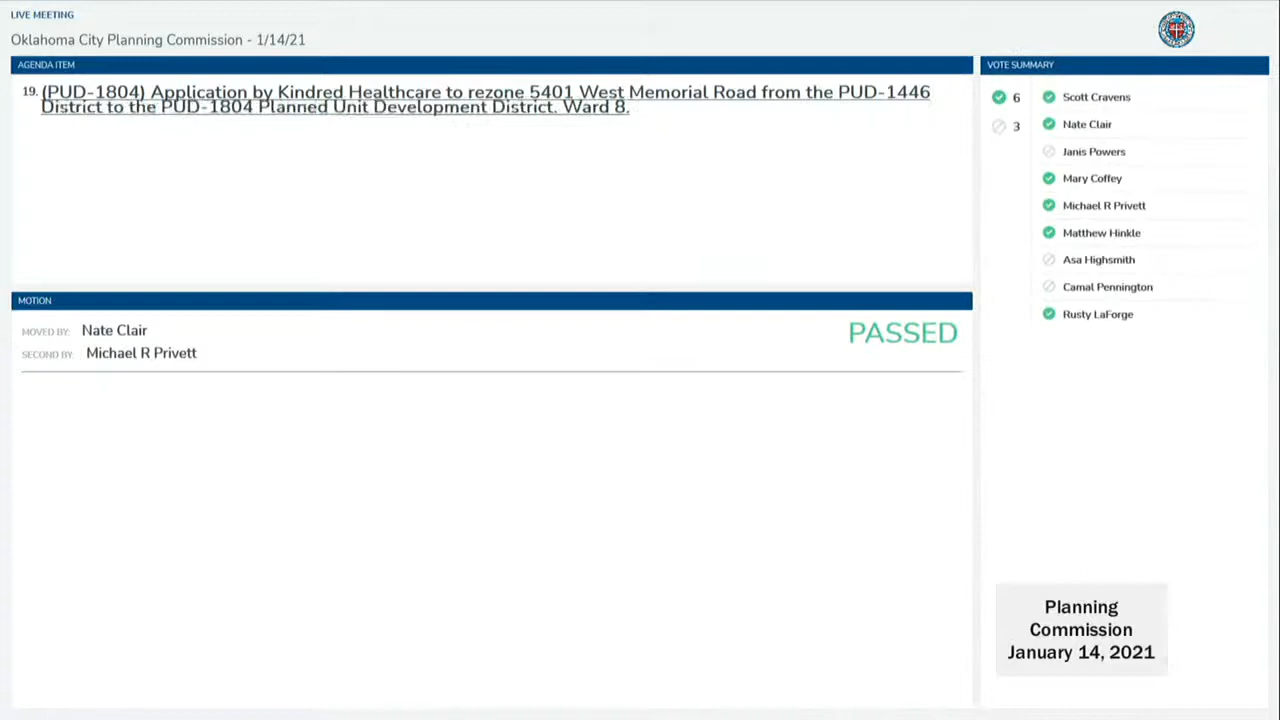 LIVE MEETING
Oklahoma City Planning Commission - 1/14/21
AGENDA ITEM
19. (PUD-1804) Application by Kindred Healthcare to rezone 5401 West Memorial Road from the PUD-1446
District to the PUD-1804 Planned Unit Development District. Ward 8.
MOTION
MOVED BY: Nate Clair
SECOND BY: Michael R Privett
PASSED
VOTE SUMMARY
6
3
Scott Cravens
Nate Clair
Janis Powers
Mary Coffey
Michael R Privett
Matthew Hinkle
Asa Highsmith
Camal Pennington
Rusty LaForge
Planning
Commission
January 14, 2021